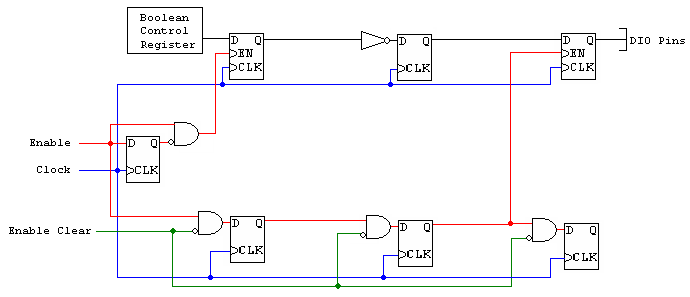 Boolean
Control
Register
D Q
EN
CLK
D Q
CLK
D Q
EN
CLK
DIO Pins
Enable
D Q
CLK
Clock
Enable Clear
D Q
CLK
D Q
CLK
D Q
CLK